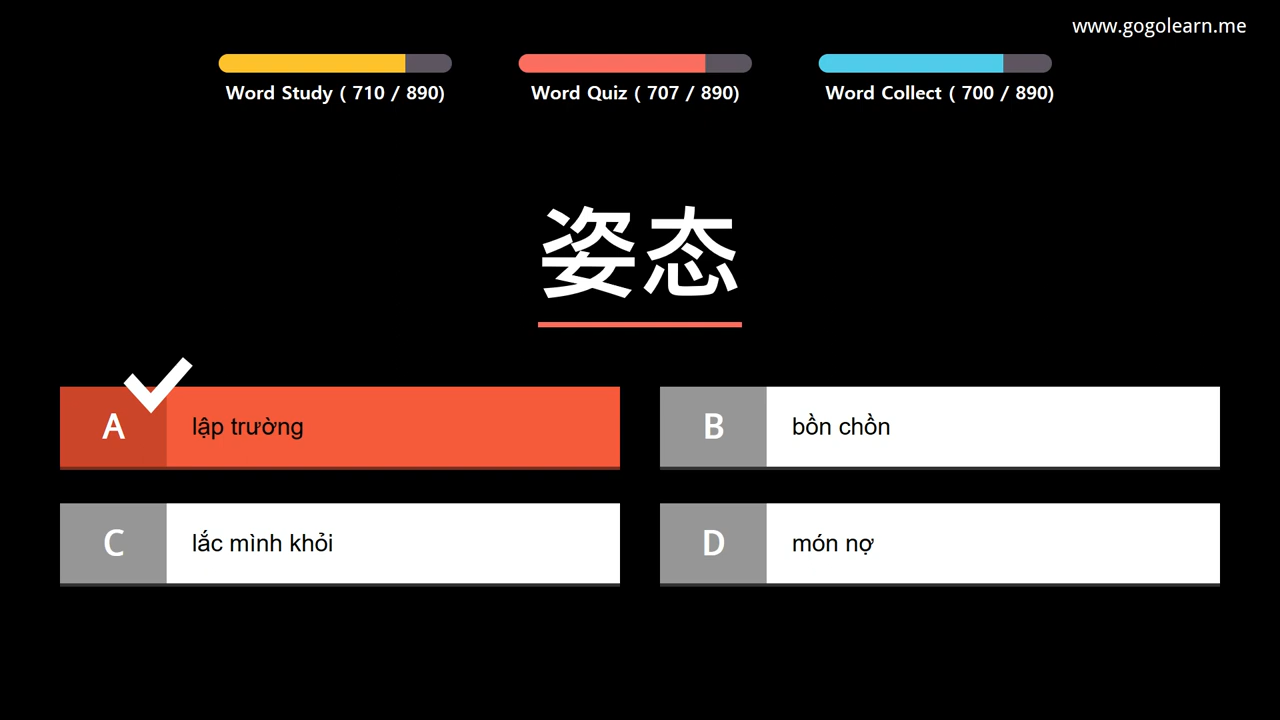 www.gogolearn.me
Word Study ( 710 / 890)
Word Quiz ( 707 / 890)
Word Collect ( 700 / 890)
姿态
A lập trường
B bồn chồn
C lắc mình khỏi
D món nợ